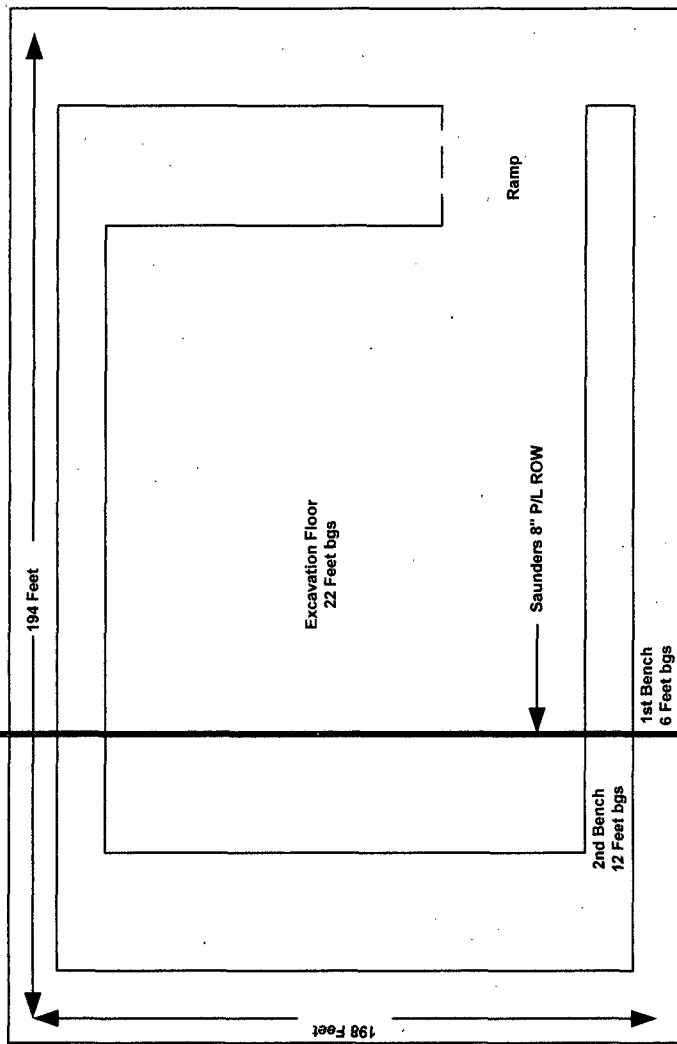 194 Feet
Ramp
Excavation Floor
22 Feet bgs
Saunders 8" P/L ROW
1st Bench
6 Feet bgs
2nd Bench
12 Feet bgs
198 Feet